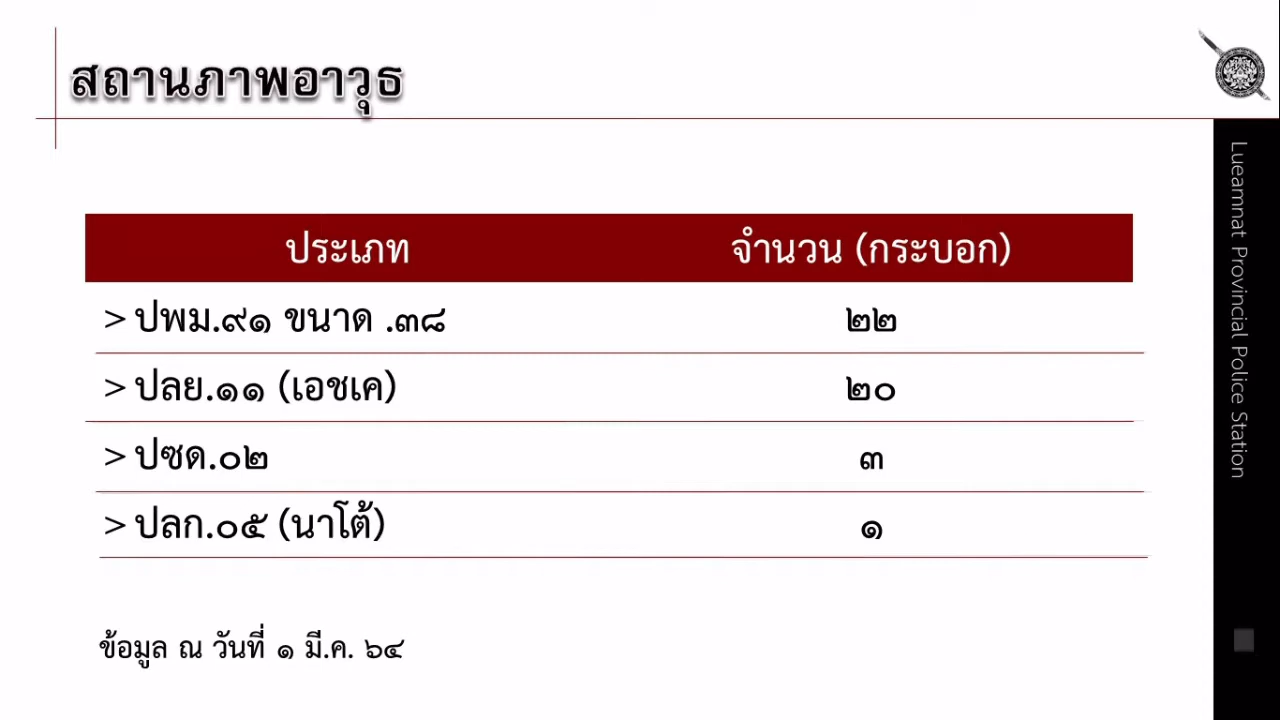 สถานภาพอาวุธ
ประเภท จำนวน (กระบอก)
> ปพม.๙๑ ขนาด .๓๘ ๒๒
> ปลย.๑๑ (เอชเค) ๒๐
> ปซด.๐๒ ๓
> ปลก.๐๕ (นาโต้) ๑
ข้อมูล ณ วันที่ ๑ มี.ค. ๖๔
Lueamnat Provincial Police Station